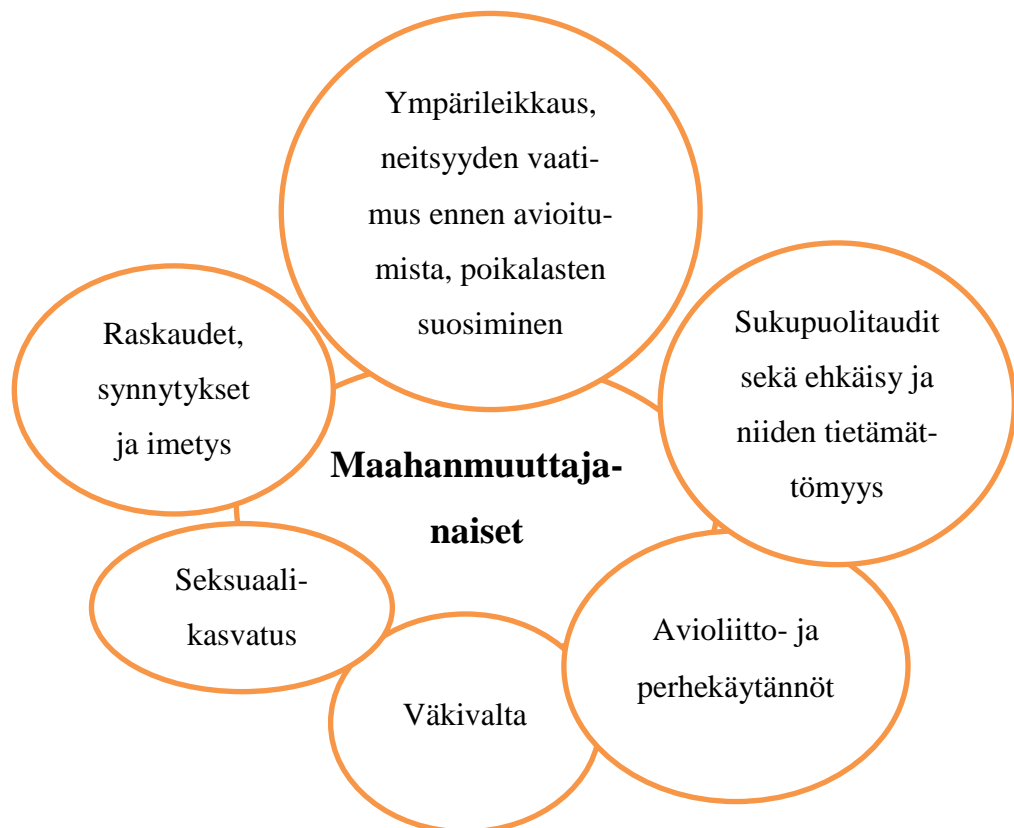 Ympärileikkaus,
neitsyyden vaati-
mus ennen avioitu-
mista, poikalasten
suosiminen
Raskaudet,
synnytykset
ja imetys
Sukupuolitaudit
sekä ehkäisy ja
niiden tietämät-
tömyys
Maahanmuuttaja-
naiset
Seksuaali-
kasvatus
Väkivalta
Avioliitto- ja
perhekäytännöt